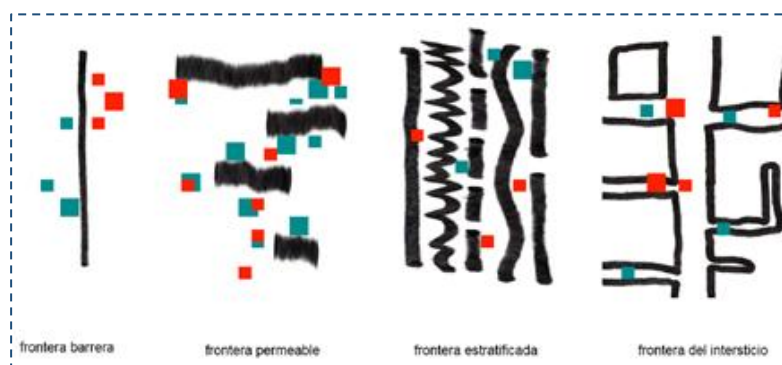 frontera barrera
frontera permeable
frontera estratificada
frontera del intersticio